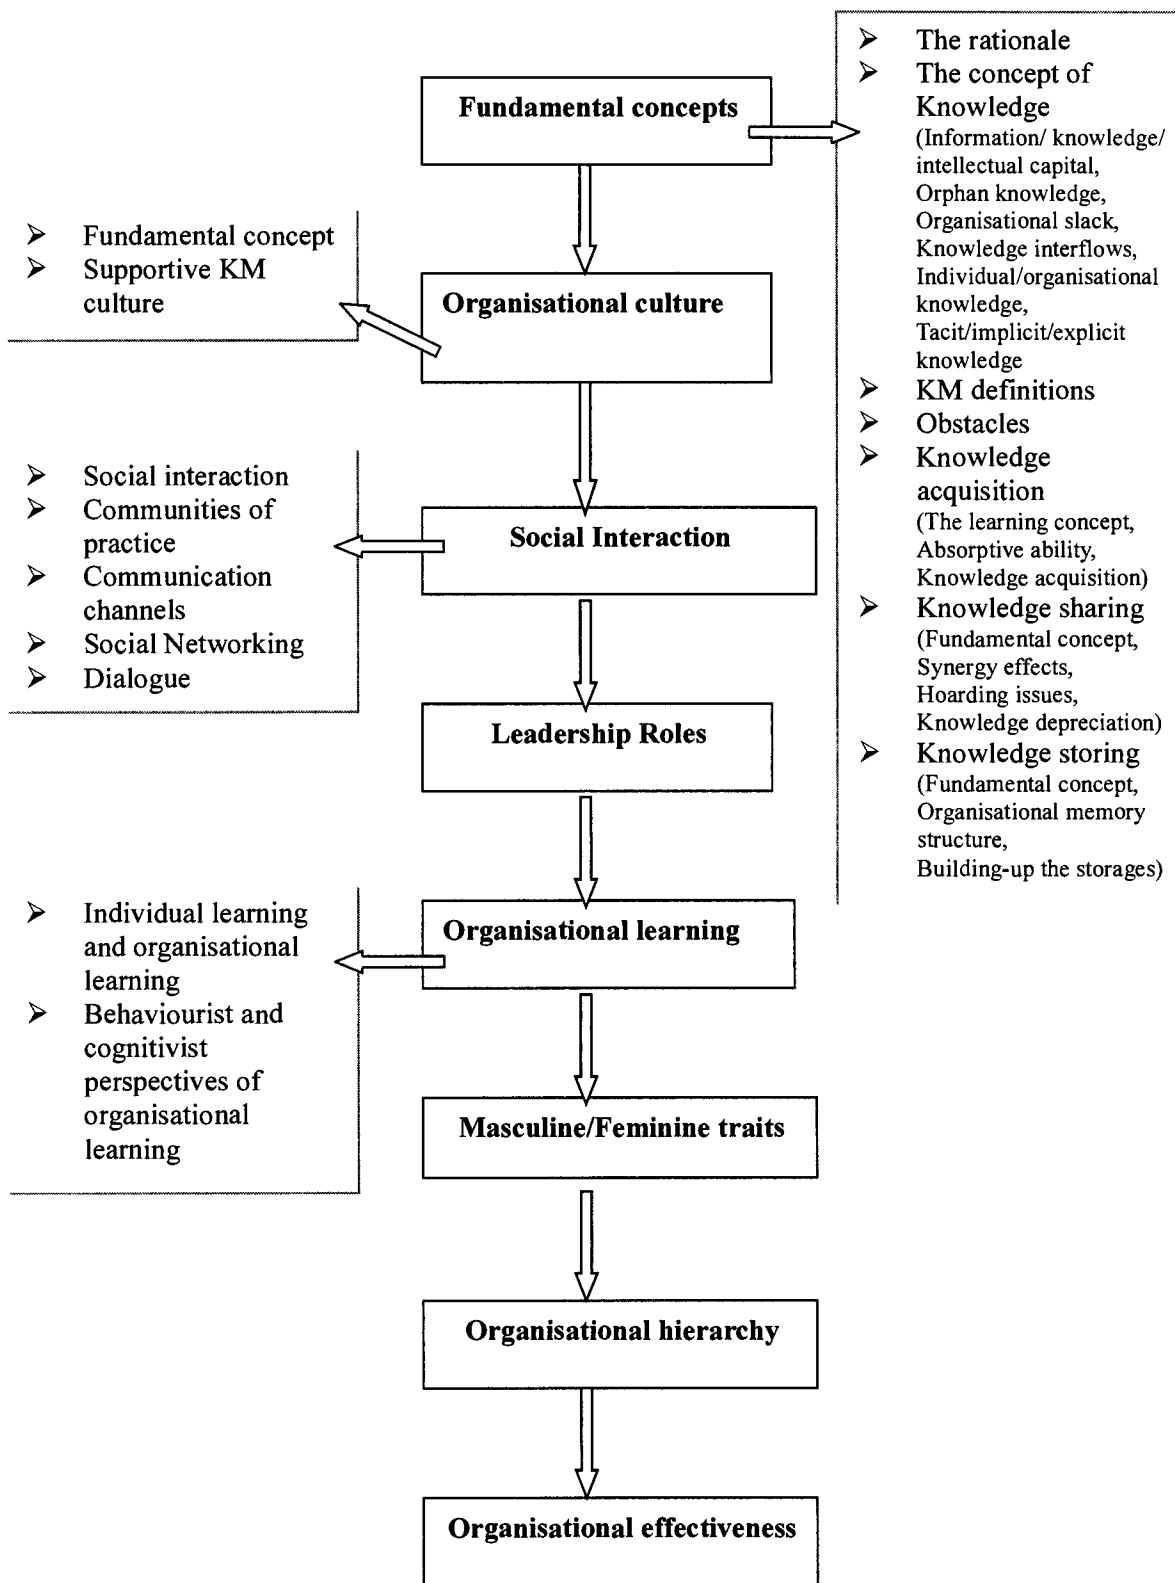 Fundamental concepts
➢ The rationale
➢ The concept of
Knowledge
(Information/ knowledge/
intellectual capital,
Orphan knowledge,
Organisational slack,
Knowledge interflows,
Individual/organisational
knowledge,
Tacit/implicit/explicit
knowledge
➢ KM definitions
➢ Obstacles
➢ Knowledge
acquisition
(The learning concept,
Absorptive ability,
Knowledge acquisition)
➢ Knowledge sharing
(Fundamental concept,
Synergy effects,
Hoarding issues,
Knowledge depreciation)
➢ Knowledge storing
(Fundamental concept,
Organisational memory
structure,
Building-up the storages)
Organisational culture
➢ Fundamental concept
➢ Supportive KM
culture
Social Interaction
➢ Social interaction
➢ Communities of
practice
➢ Communication
channels
➢ Social Networking
➢ Dialogue
Leadership Roles
Organisational learning
➢ Individual learning
and organisational
learning
➢ Behaviourist and
cognitivist
perspectives of
organisational
learning
Masculine/Feminine traits
Organisational hierarchy
Organisational effectiveness